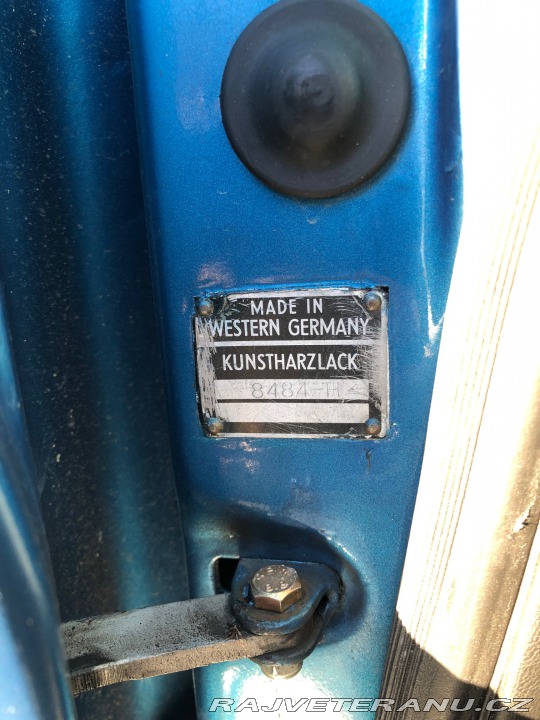 MADE IN
WESTERN GERMANY
KUNSTHARZLACK
8484-H
RAJVETERANU.CZ